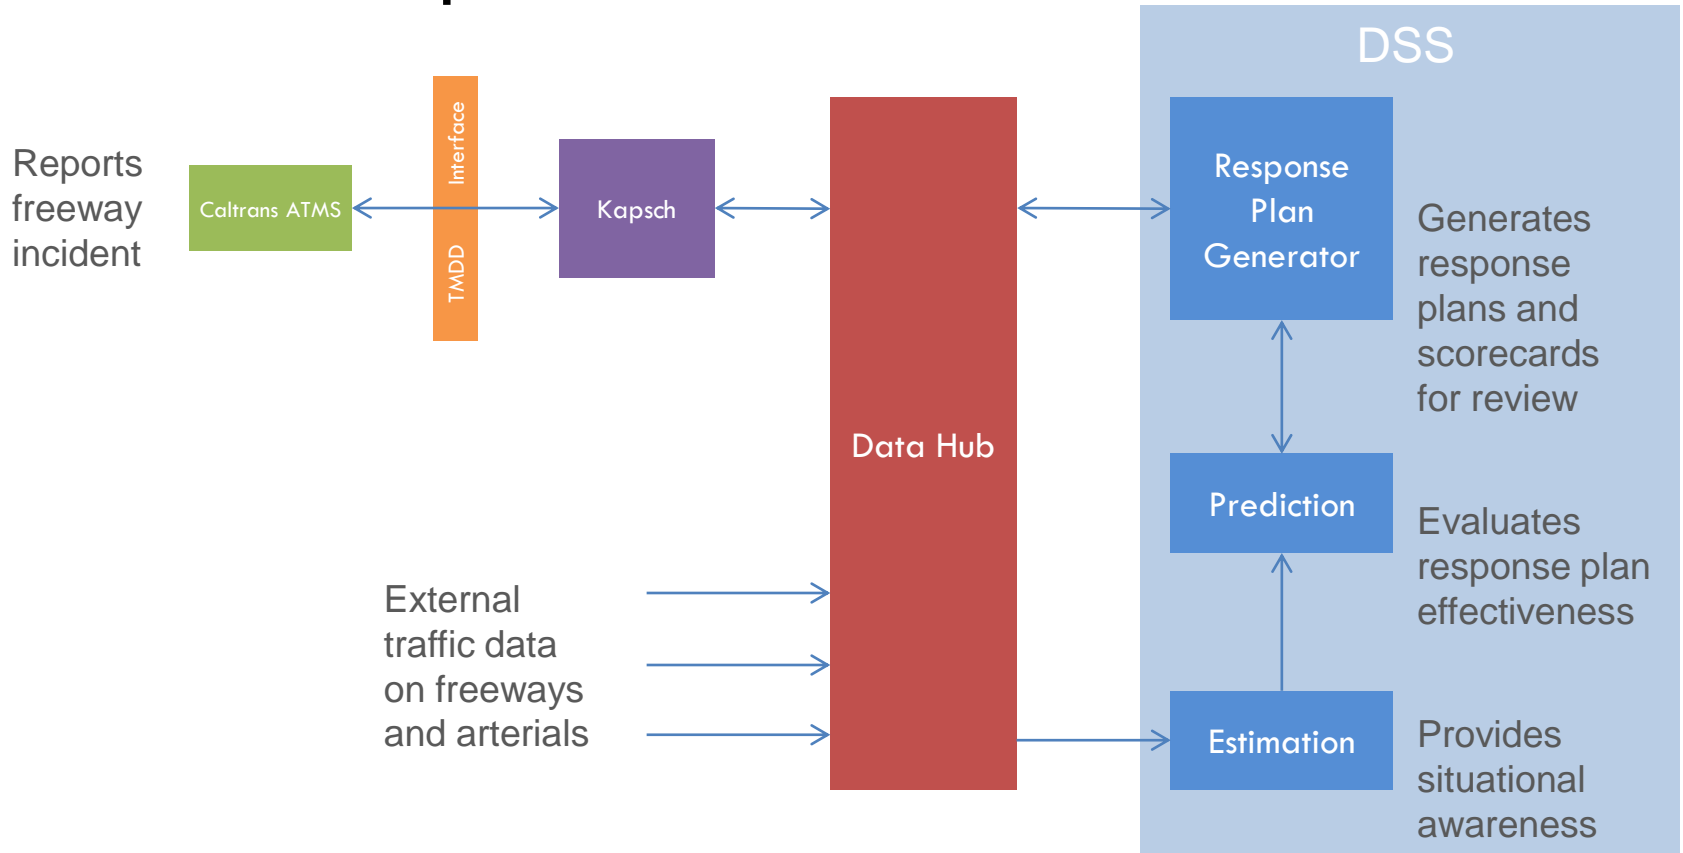 DSS
Reports
freeway
incident
Caltrans ATMS
Interface
TMDD
Kapsch
Data Hub
Response
Plan
Generator
Generates
response
plans and
scorecards
for review
Prediction
Evaluates
response plan
effectiveness
External
traffic data
on freeways
and arterials
Estimation
Provides
situational
awareness